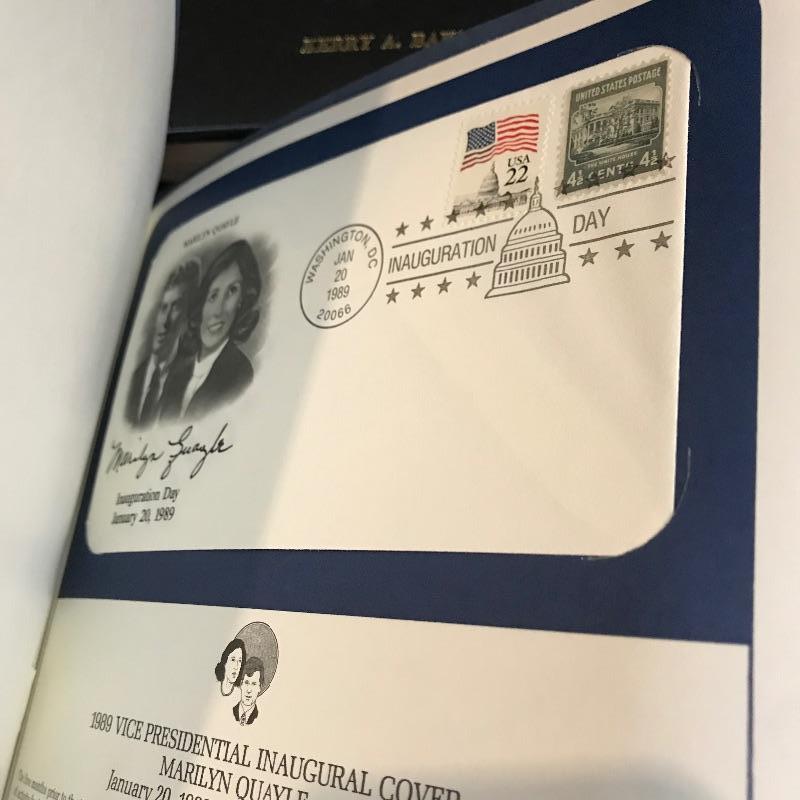 HENRY A.
MARILYN QUAYLE
UNITED STATES POSTAGE
THE WHITE HOUSE
4½ CENTS 4½
USA
22
WASHINGTON, DC
JAN
20
1989
20066
INAUGURATION DAY
Marilyn Quayle
Inauguration Day
January 20, 1989
1989 VICE PRESIDENTIAL INAUGURAL COVER
MARILYN QUAYLE
January 20,